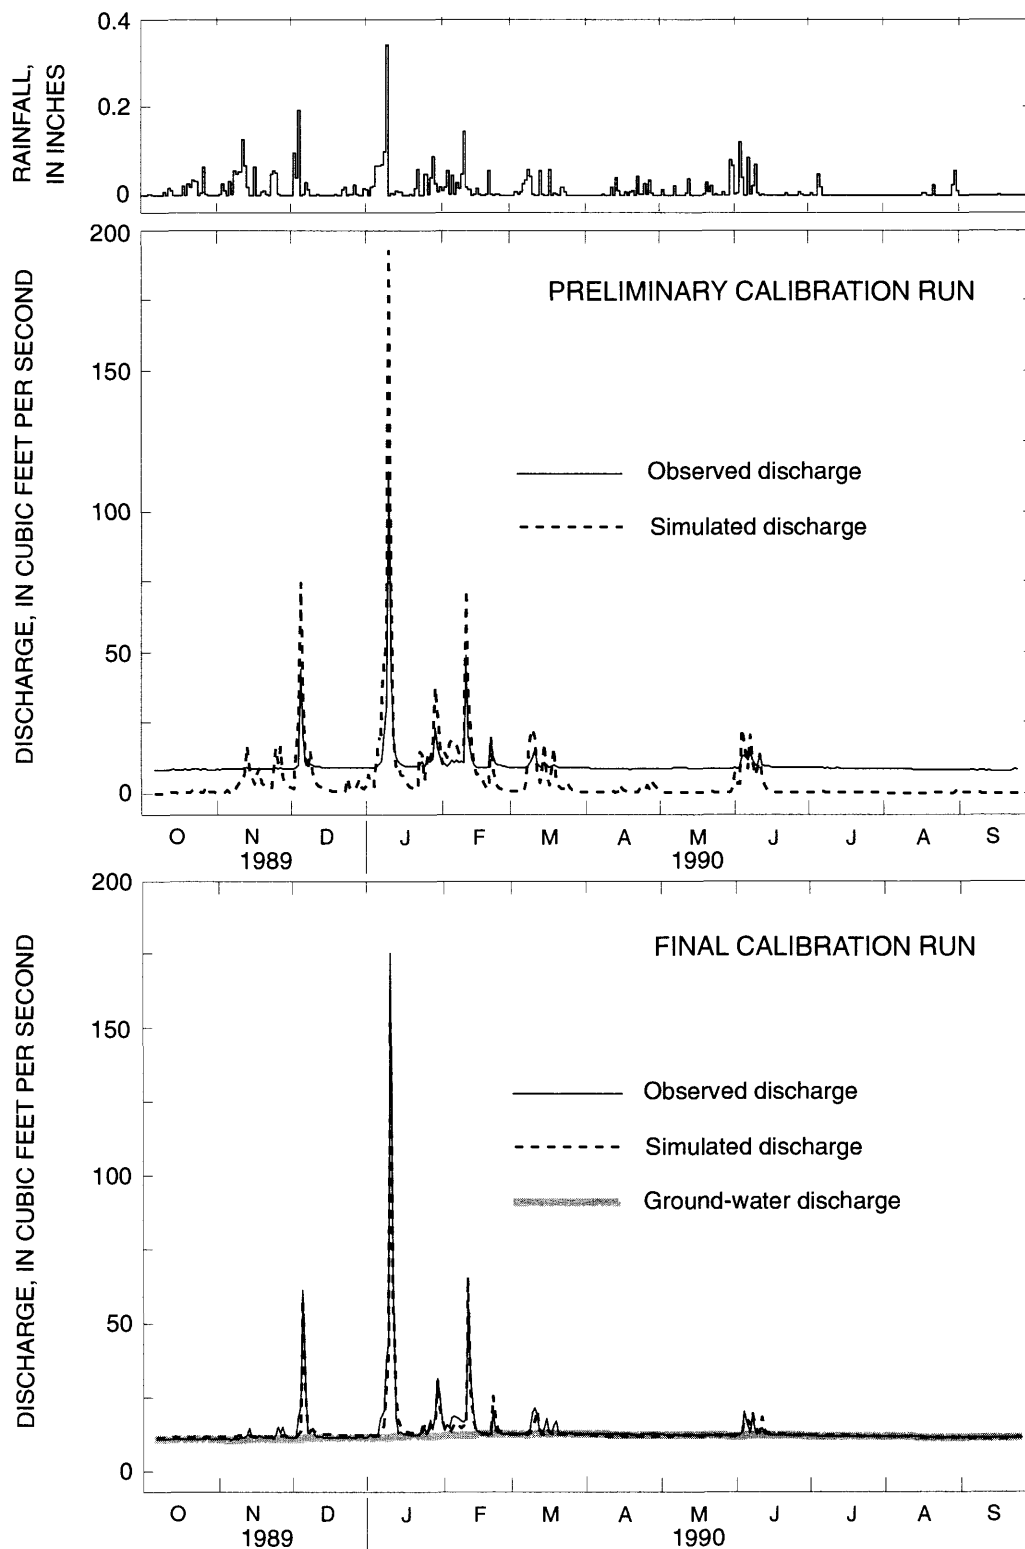 RAINFALL,
IN INCHES
0.4
0.2
0
DISCHARGE, IN CUBIC FEET PER SECOND
200
150
100
50
0
PRELIMINARY CALIBRATION RUN
Observed discharge
Simulated discharge
O N D J F M A M J J A S
1989 1990
DISCHARGE, IN CUBIC FEET PER SECOND
200
150
100
50
0
FINAL CALIBRATION RUN
Observed discharge
Simulated discharge
Ground-water discharge
O N D J F M A M J J A S
1989 1990